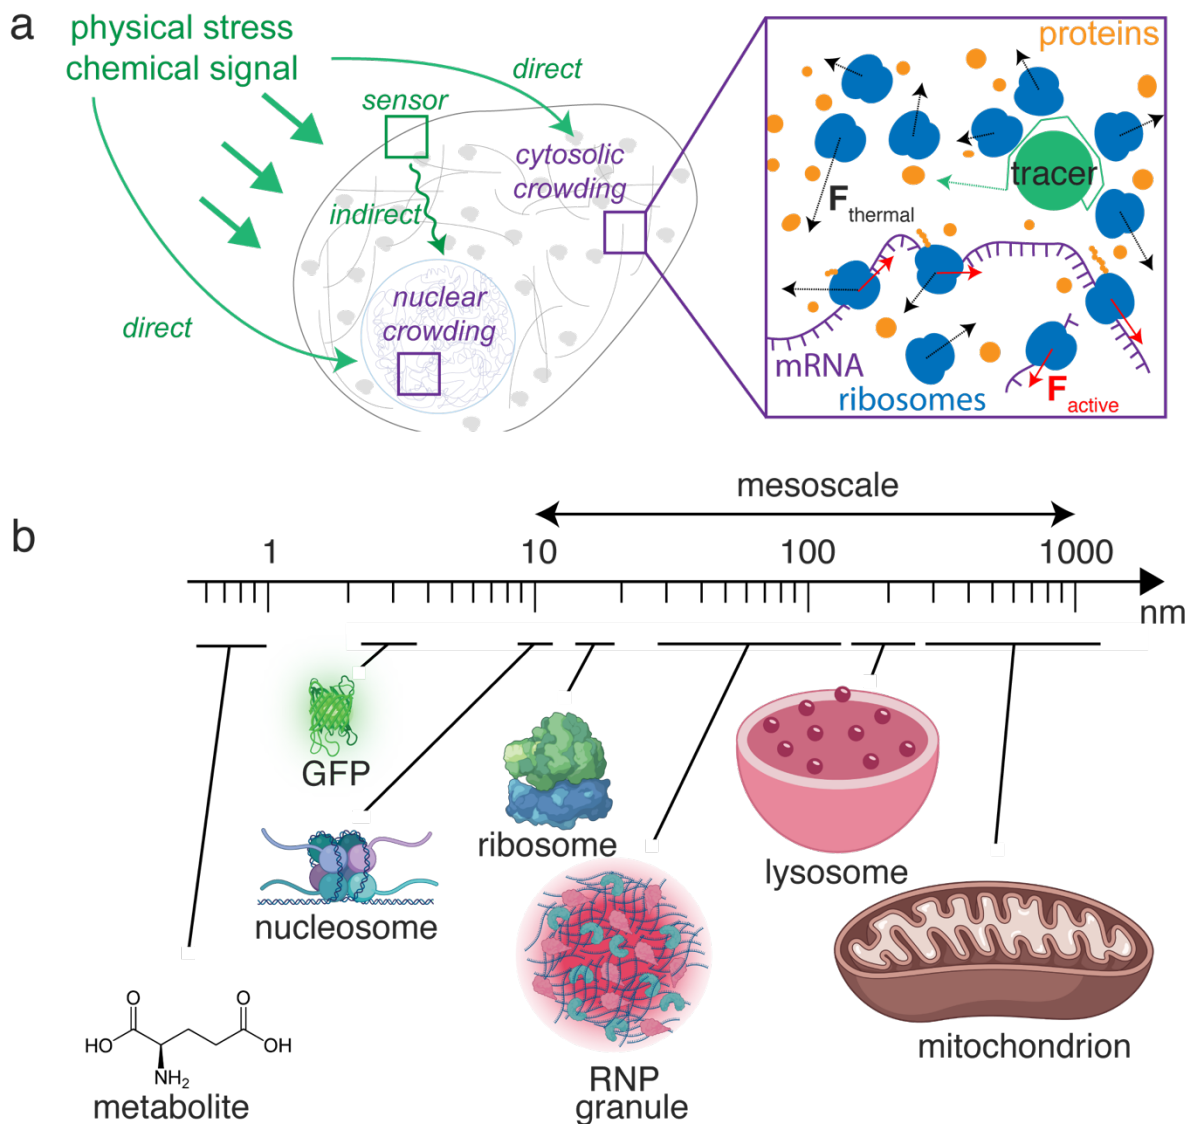 a
physical stress
chemical signal
direct
sensor
cytosolic
crowding
indirect
nuclear
crowding
direct
proteins
tracer
F thermal
mRNA
ribosomes
F active
mesoscale
b
1 10 100 1000
nm
GFP
ribosome
lysosome
nucleosome
mitochondrion
O O
HO OH
NH2
metabolite
RNP
granule